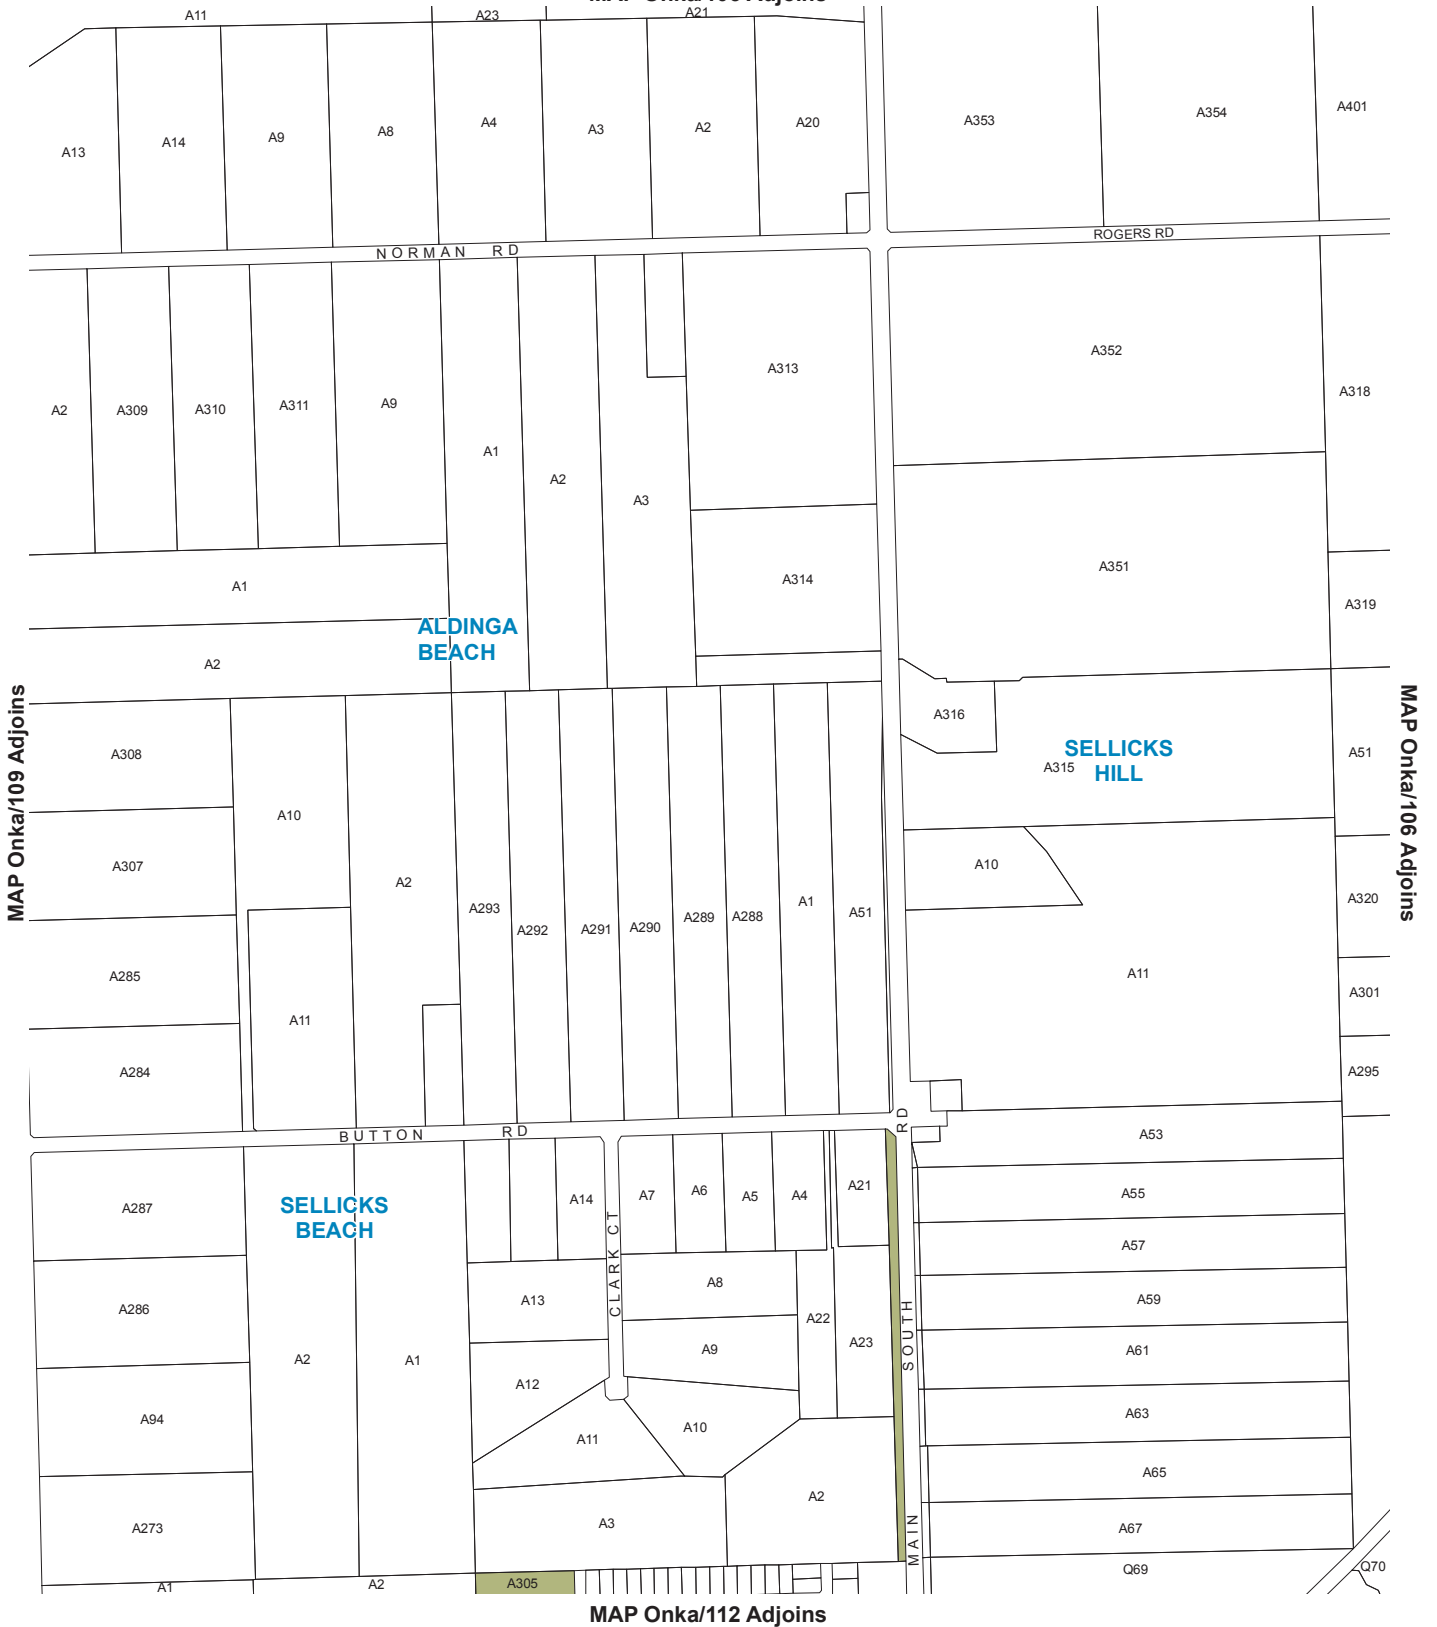 A11
A23
A21
A13
A14
A9
A8
A4
A3
A2
A20
A353
A354
A401
NORMAN RD
ROGERS RD
A2
A309
A310
A311
A9
A1
A2
A3
A313
A352
A318
A314
A351
A319
A1
ALDINGA
BEACH
A2
A316
SELLICKS
HILL
A315
A51
MAP Onka/109 Adjoins
MAP Onka/106 Adjoins
A308
A307
A285
A284
A10
A11
A2
A293
A292
A291
A290
A289
A288
A1
A51
A10
A11
A320
A301
A295
BUTTON RD
CLARK CT
MAIN SOUTH RD
A53
A55
A57
A59
A61
A63
A65
A67
Q69
Q70
A287
SELLICKS
BEACH
A286
A94
A273
A2
A1
A14
A7
A6
A5
A4
A21
A13
A8
A22
A23
A9
A12
A11
A10
A2
A3
A1
A2
A305
MAP Onka/112 Adjoins